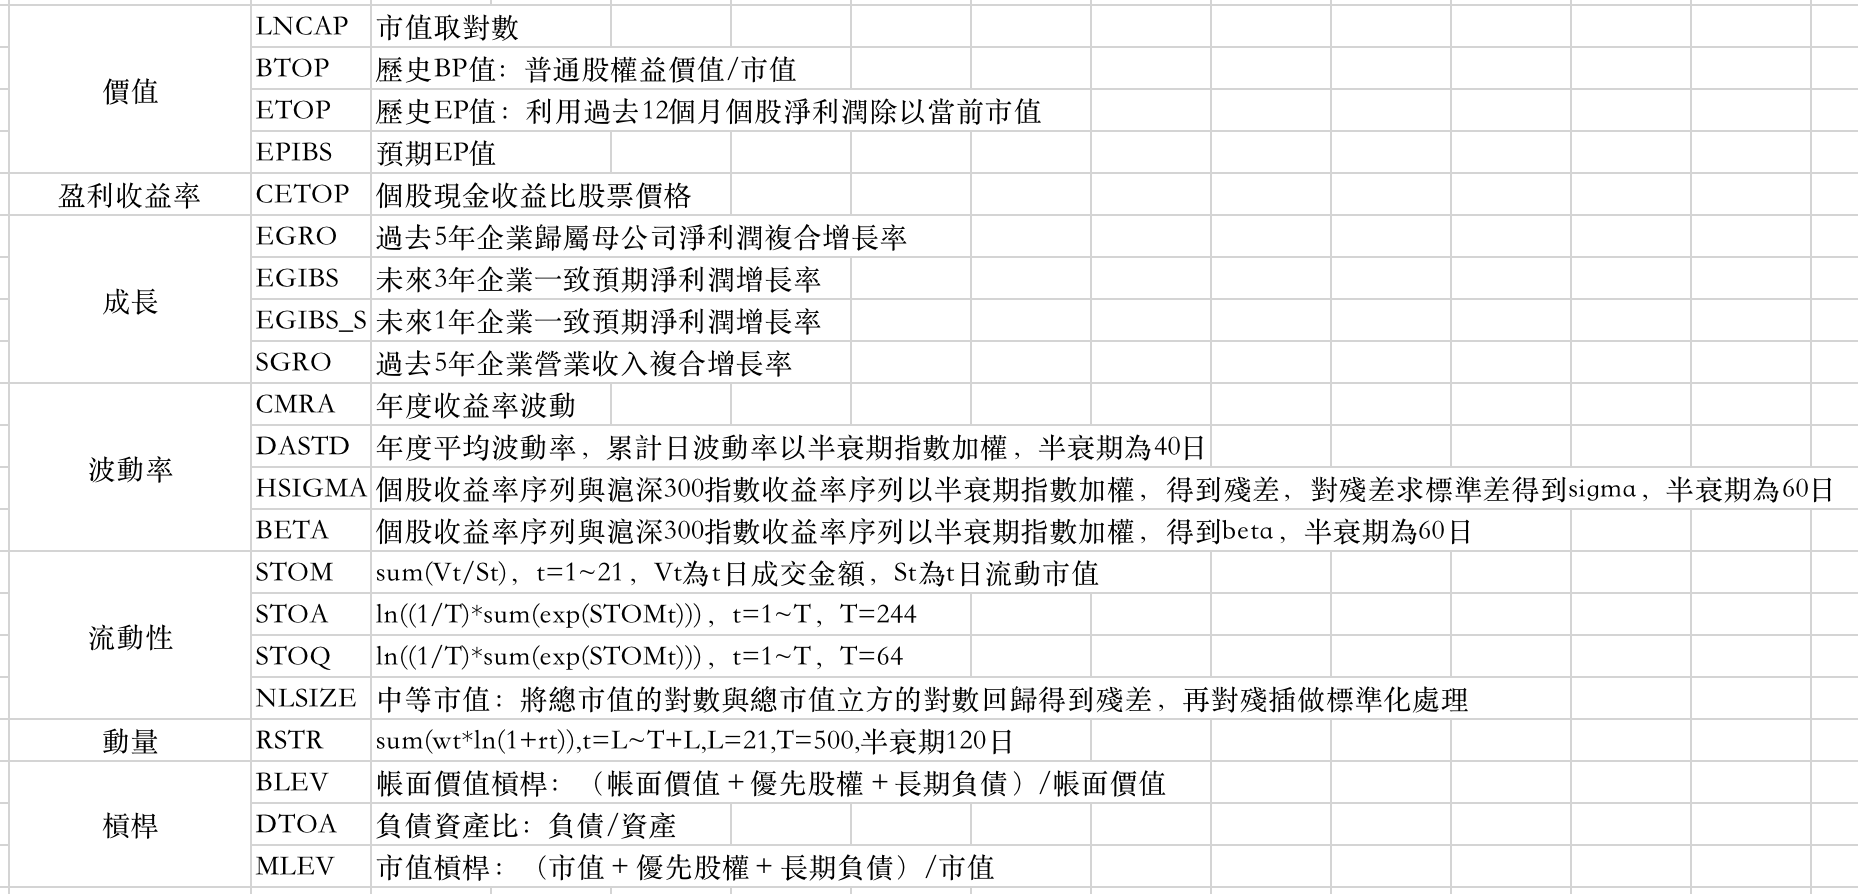 價值
LNCAP 市值取對數
BTOP 歷史BP值：普通股權益價值/市值
ETOP 歷史EP值：利用過去12個月個股淨利潤除以當前市值
EPIBS 預期EP值
盈利收益率 CETOP 個股現金收益比股票價格
成長
EGRO 過去5年企業歸屬母公司淨利潤複合增長率
EGIBS 未來3年企業一致預期淨利潤增長率
EGIBS_S 未來1年企業一致預期淨利潤增長率
SGRO 過去5年企業營業收入複合增長率
波動率
CMRA 年度收益率波動
DASTD 年度平均波動率，累計日波動率以半衰期指數加權，半衰期為40日
HSIGMA 個股收益率序列與滬深300指數收益率序列以半衰期指數加權，得到殘差，對殘差求標準差得到sigma，半衰期為60日
BETA 個股收益率序列與滬深300指數收益率序列以半衰期指數加權，得到beta，半衰期為60日
流動性
STOM sum(Vt/St)，t=1~21，Vt為t日成交金額，St為t日流動市值
STOA ln((1/T)*sum(exp(STOMt)))，t=1~T，T=244
STOQ ln((1/T)*sum(exp(STOMt)))，t=1~T，T=64
NLSIZE 中等市值：將總市值的對數與總市值立方的對數回歸得到殘差，再對殘插做標準化處理
動量 RSTR sum(wt*ln(1+rt)),t=L~T+L,L=21,T=500,半衰期120日
槓桿
BLEV 帳面價值槓桿：（帳面價值＋優先股權＋長期負債）/帳面價值
DTOA 負債資產比：負債/資產
MLEV 市值槓桿：（市值＋優先股權＋長期負債）/市值